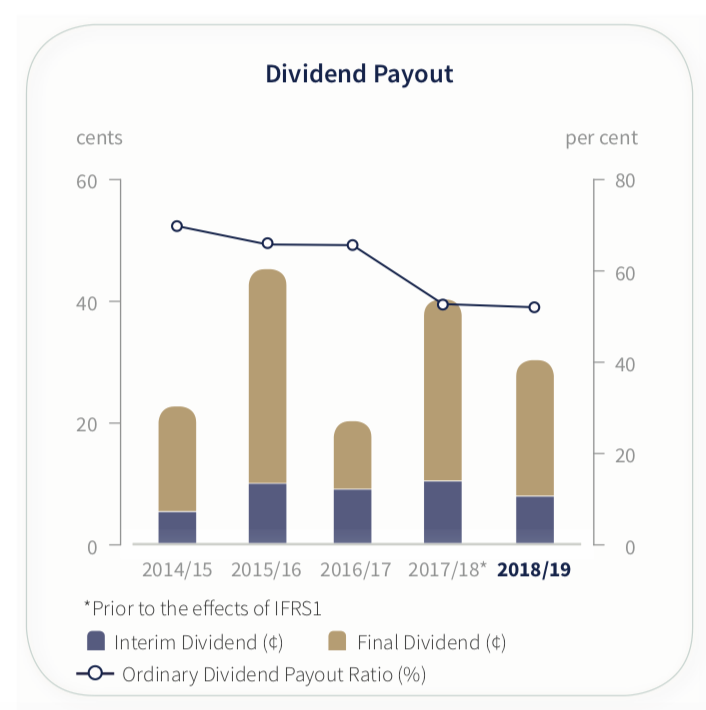 Dividend Payout
cents per cent
60 80
60
40
40
20
20
0 0
2014/15 2015/16 2016/17 2017/18* 2018/19
*Prior to the effects of IFRS1
Interim Dividend (¢) Final Dividend (¢)
Ordinary Dividend Payout Ratio (%)